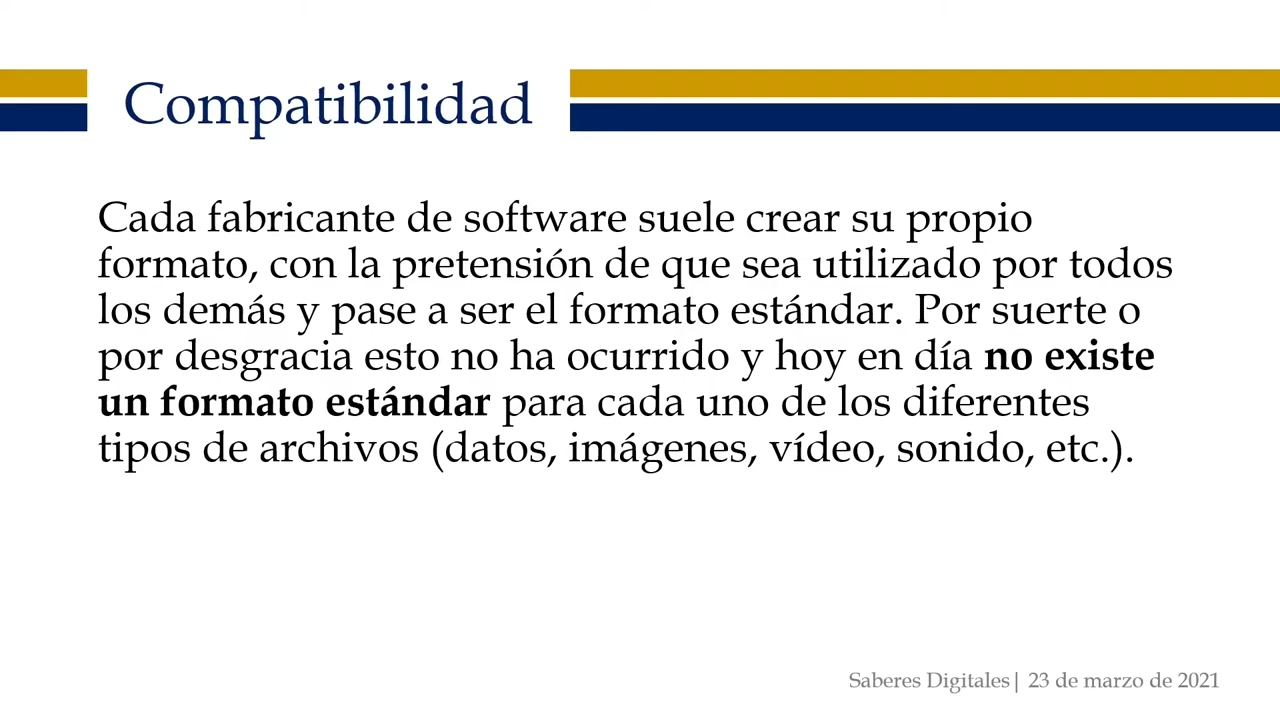 Compatibilidad
Cada fabricante de software suele crear su propio
formato, con la pretensión de que sea utilizado por todos
los demás y pase a ser el formato estándar. Por suerte o
por desgracia esto no ha ocurrido y hoy en día no existe
un formato estándar para cada uno de los diferentes
tipos de archivos (datos, imágenes, vídeo, sonido, etc.).
Saberes Digitales| 23 de marzo de 2021